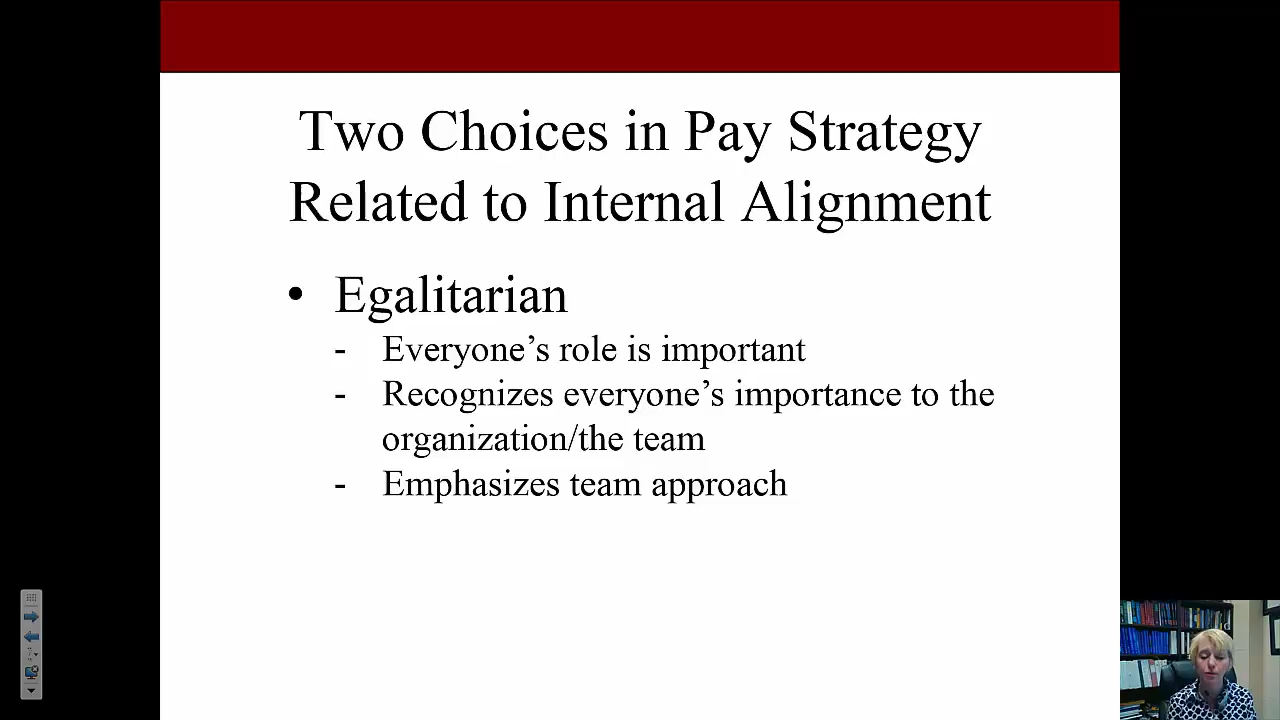 Two Choices in Pay Strategy
Related to Internal Alignment
• Egalitarian
- Everyone’s role is important
- Recognizes everyone’s importance to the
organization/the team
- Emphasizes team approach